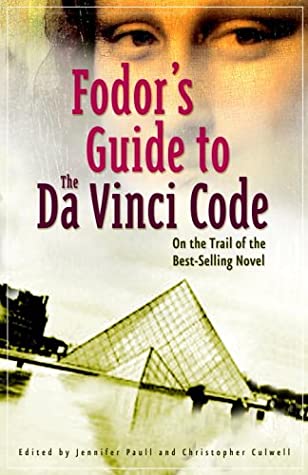 Fodor's
Guide to
The
Da Vinci Code
On the Trail of the
Best-Selling Novel
Edited by Jennifer Paull and Christopher Culwell